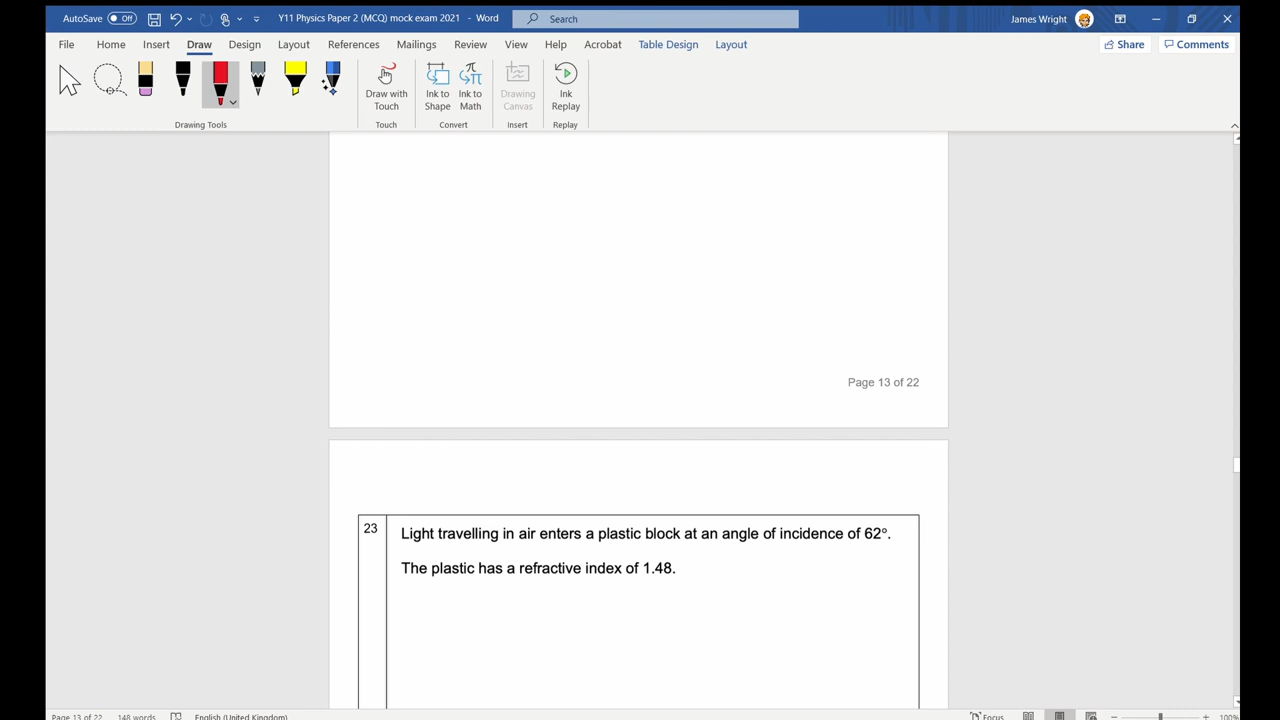 AutoSave Off Y11 Physics Paper 2 (MCQ) mock exam 2021 - Word Search James Wright
File Home Insert Draw Design Layout References Mailings Review View Help Acrobat Table Design Layout Share Comments
Draw with Touch
Ink to Shape
Ink to Math
Drawing Canvas
Ink Replay
Drawing Tools Touch Convert Insert Replay
Page 13 of 22
23 Light travelling in air enters a plastic block at an angle of incidence of 62°.
The plastic has a refractive index of 1.48.
Page 13 of 22 148 words English (United Kingdom) Focus 100%